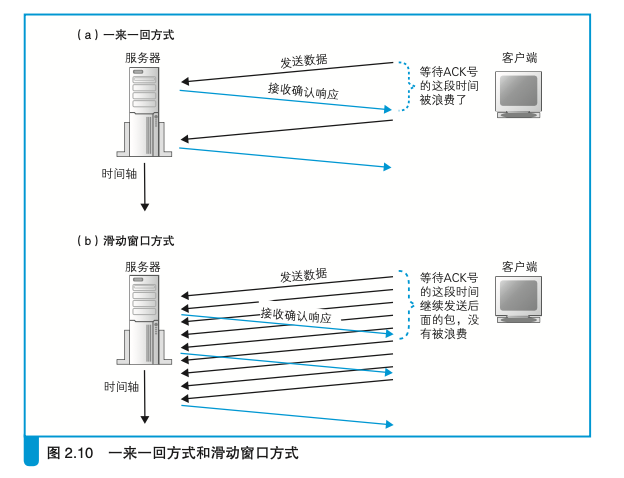 （a）一来一回方式
服务器
发送数据
接收确认响应
等待ACK号
的这段时间
被浪费了
客户端
时间轴
（b）滑动窗口方式
服务器
发送数据
接收确认响应
等待ACK号
的这段时间
继续发送后
面的包，没
有被浪费
客户端
时间轴
图 2.10 一来一回方式和滑动窗口方式